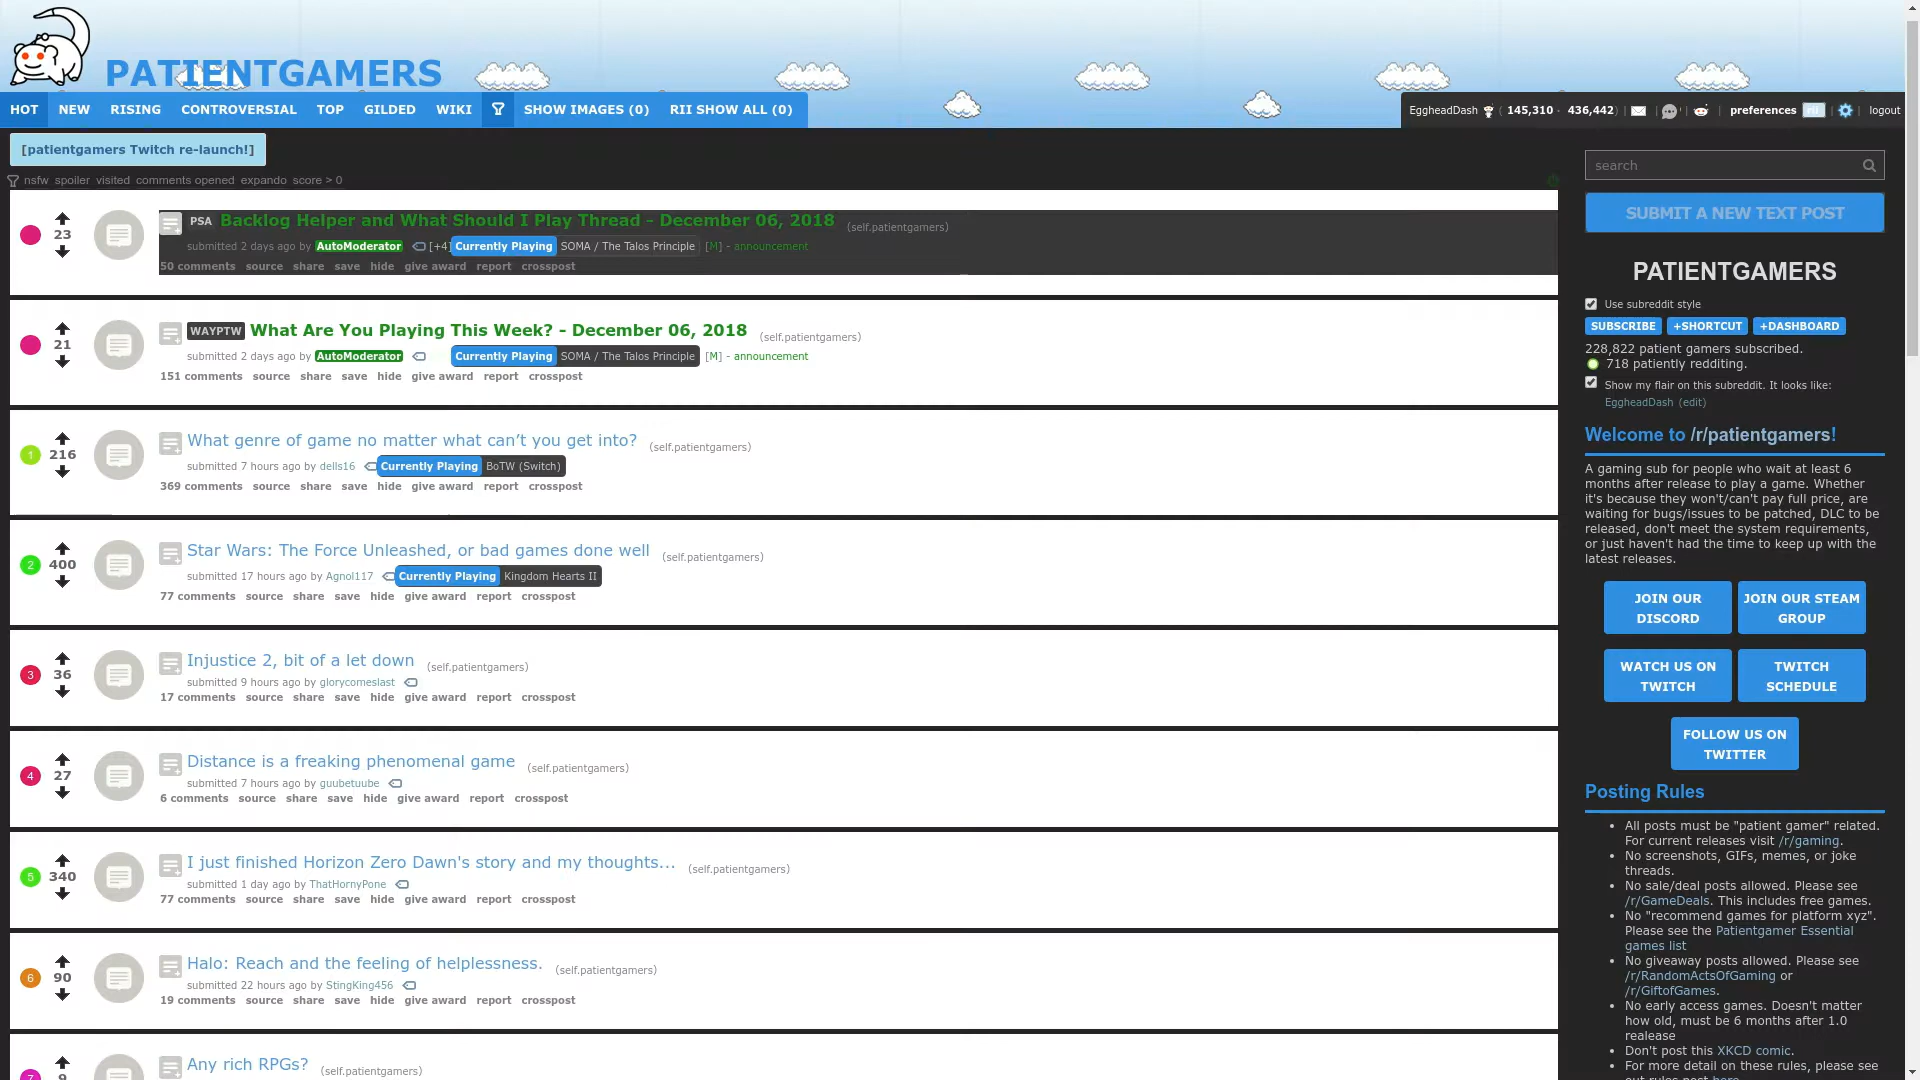 PATIENTGAMERS
HOT NEW RISING CONTROVERSIAL TOP GILDED WIKI SHOW IMAGES (0) RII SHOW ALL (0)
EggheadDash ( 145,310 · 436,442) | | | | preferences rii | | logout
[patientgamers Twitch re-launch!]
nsfw spoiler visited comments opened expando score > 0
23
PSA Backlog Helper and What Should I Play Thread - December 06, 2018 (self.patientgamers)
submitted 2 days ago by AutoModerator [+4] Currently Playing SOMA / The Talos Principle [M] - announcement
50 comments source share save hide give award report crosspost
21
WAYPTW What Are You Playing This Week? - December 06, 2018 (self.patientgamers)
submitted 2 days ago by AutoModerator Currently Playing SOMA / The Talos Principle [M] - announcement
151 comments source share save hide give award report crosspost
1 216
What genre of game no matter what can’t you get into? (self.patientgamers)
submitted 7 hours ago by dells16 Currently Playing BoTW (Switch)
369 comments source share save hide give award report crosspost
2 400
Star Wars: The Force Unleashed, or bad games done well (self.patientgamers)
submitted 17 hours ago by Agnol117 Currently Playing Kingdom Hearts II
77 comments source share save hide give award report crosspost
3 36
Injustice 2, bit of a let down (self.patientgamers)
submitted 9 hours ago by glorycomeslast
17 comments source share save hide give award report crosspost
4 27
Distance is a freaking phenomenal game (self.patientgamers)
submitted 7 hours ago by guubetuube
6 comments source share save hide give award report crosspost
5 340
I just finished Horizon Zero Dawn's story and my thoughts... (self.patientgamers)
submitted 1 day ago by ThatHornyPone
77 comments source share save hide give award report crosspost
6 90
Halo: Reach and the feeling of helplessness. (self.patientgamers)
submitted 22 hours ago by StingKing456
19 comments source share save hide give award report crosspost
7 9
Any rich RPGs? (self.patientgamers)
search
SUBMIT A NEW TEXT POST
PATIENTGAMERS
Use subreddit style
SUBSCRIBE +SHORTCUT +DASHBOARD
228,822 patient gamers subscribed.
718 patiently redditing.
Show my flair on this subreddit. It looks like:
EggheadDash (edit)
Welcome to /r/patientgamers!
A gaming sub for people who wait at least 6
months after release to play a game. Whether
it's because they won't/can't pay full price, are
waiting for bugs/issues to be patched, DLC to be
released, don't meet the system requirements,
or just haven't had the time to keep up with the
latest releases.
JOIN OUR
DISCORD
JOIN OUR STEAM
GROUP
WATCH US ON
TWITCH
TWITCH
SCHEDULE
FOLLOW US ON
TWITTER
Posting Rules
• All posts must be "patient gamer" related.
For current releases visit /r/gaming.
• No screenshots, GIFs, memes, or joke
threads.
• No sale/deal posts allowed. Please see
/r/GameDeals. This includes free games.
• No "recommend games for platform xyz".
Please see the Patientgamer Essential
games list
• No giveaway posts allowed. Please see
/r/RandomActsOfGaming or
/r/GiftofGames.
• No early access games. Doesn't matter
how old, must be 6 months after 1.0
realease
• Don't post this XKCD comic.
• For more detail on these rules, please see
our rules post here